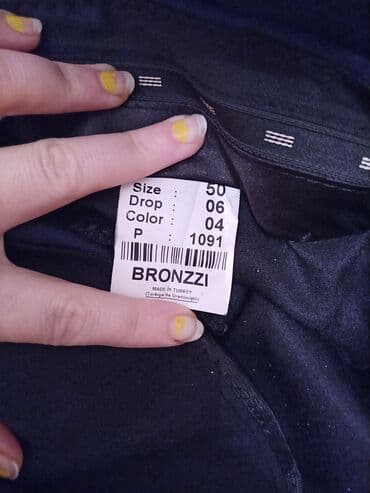 Size : 50
Drop : 06
Color : 04
P : 1091
BRONZZI
MADE IN TURKEY
Türkiye'de Üretilmiştir